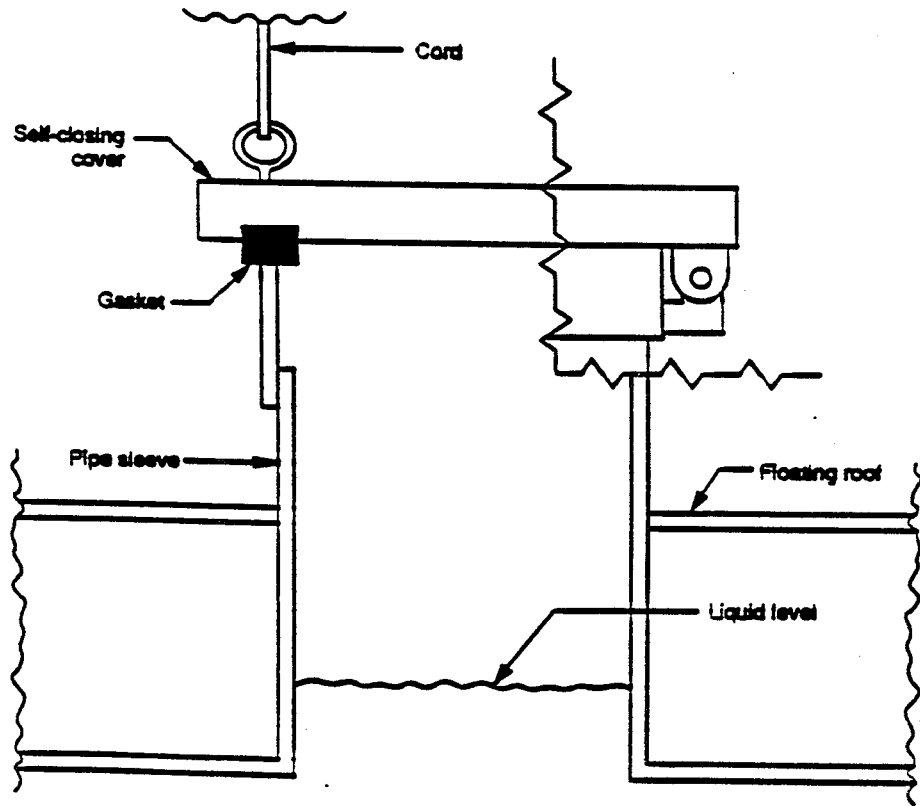 Cord
Self-closing
cover
Gasket
Pipe sleeve
Floating roof
Liquid level